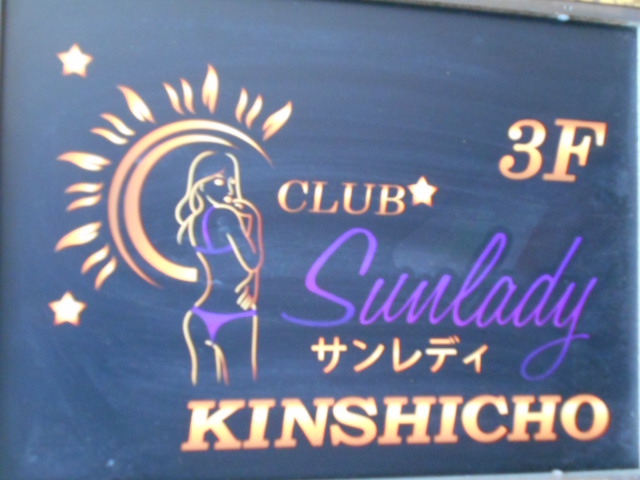 3F
CLUB
Sunlady
サンレディ
KINSHICHO